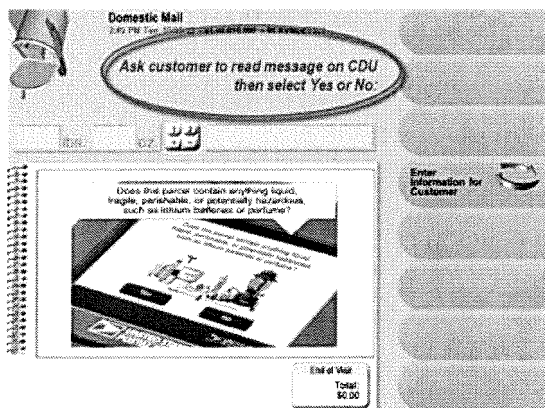 Domestic Mail
Ask customer to read message on CDU
then select Yes or No:
lbs.
oz.
Enter
Information for
Customer
Does this parcel contain anything liquid,
fragile, perishable, or potentially hazardous,
such as lithium batteries or perfume?
End of Visit
Total:
$0.00